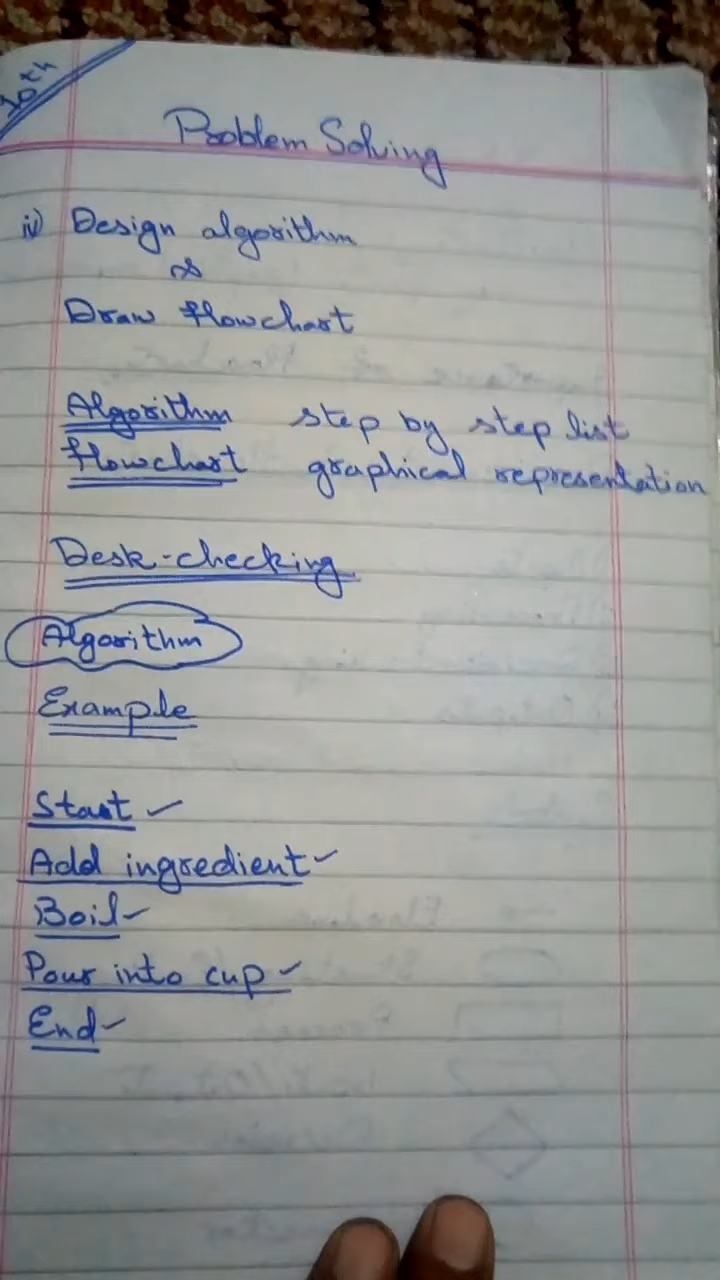 10th
Problem Solving
iv) Design algorithm
or
Draw flowchart
Algorithm step by step list
flowchart graphical representation
Desk-checking
Algorithm
Example
Start
Add ingredient
Boil
Pour into cup
End